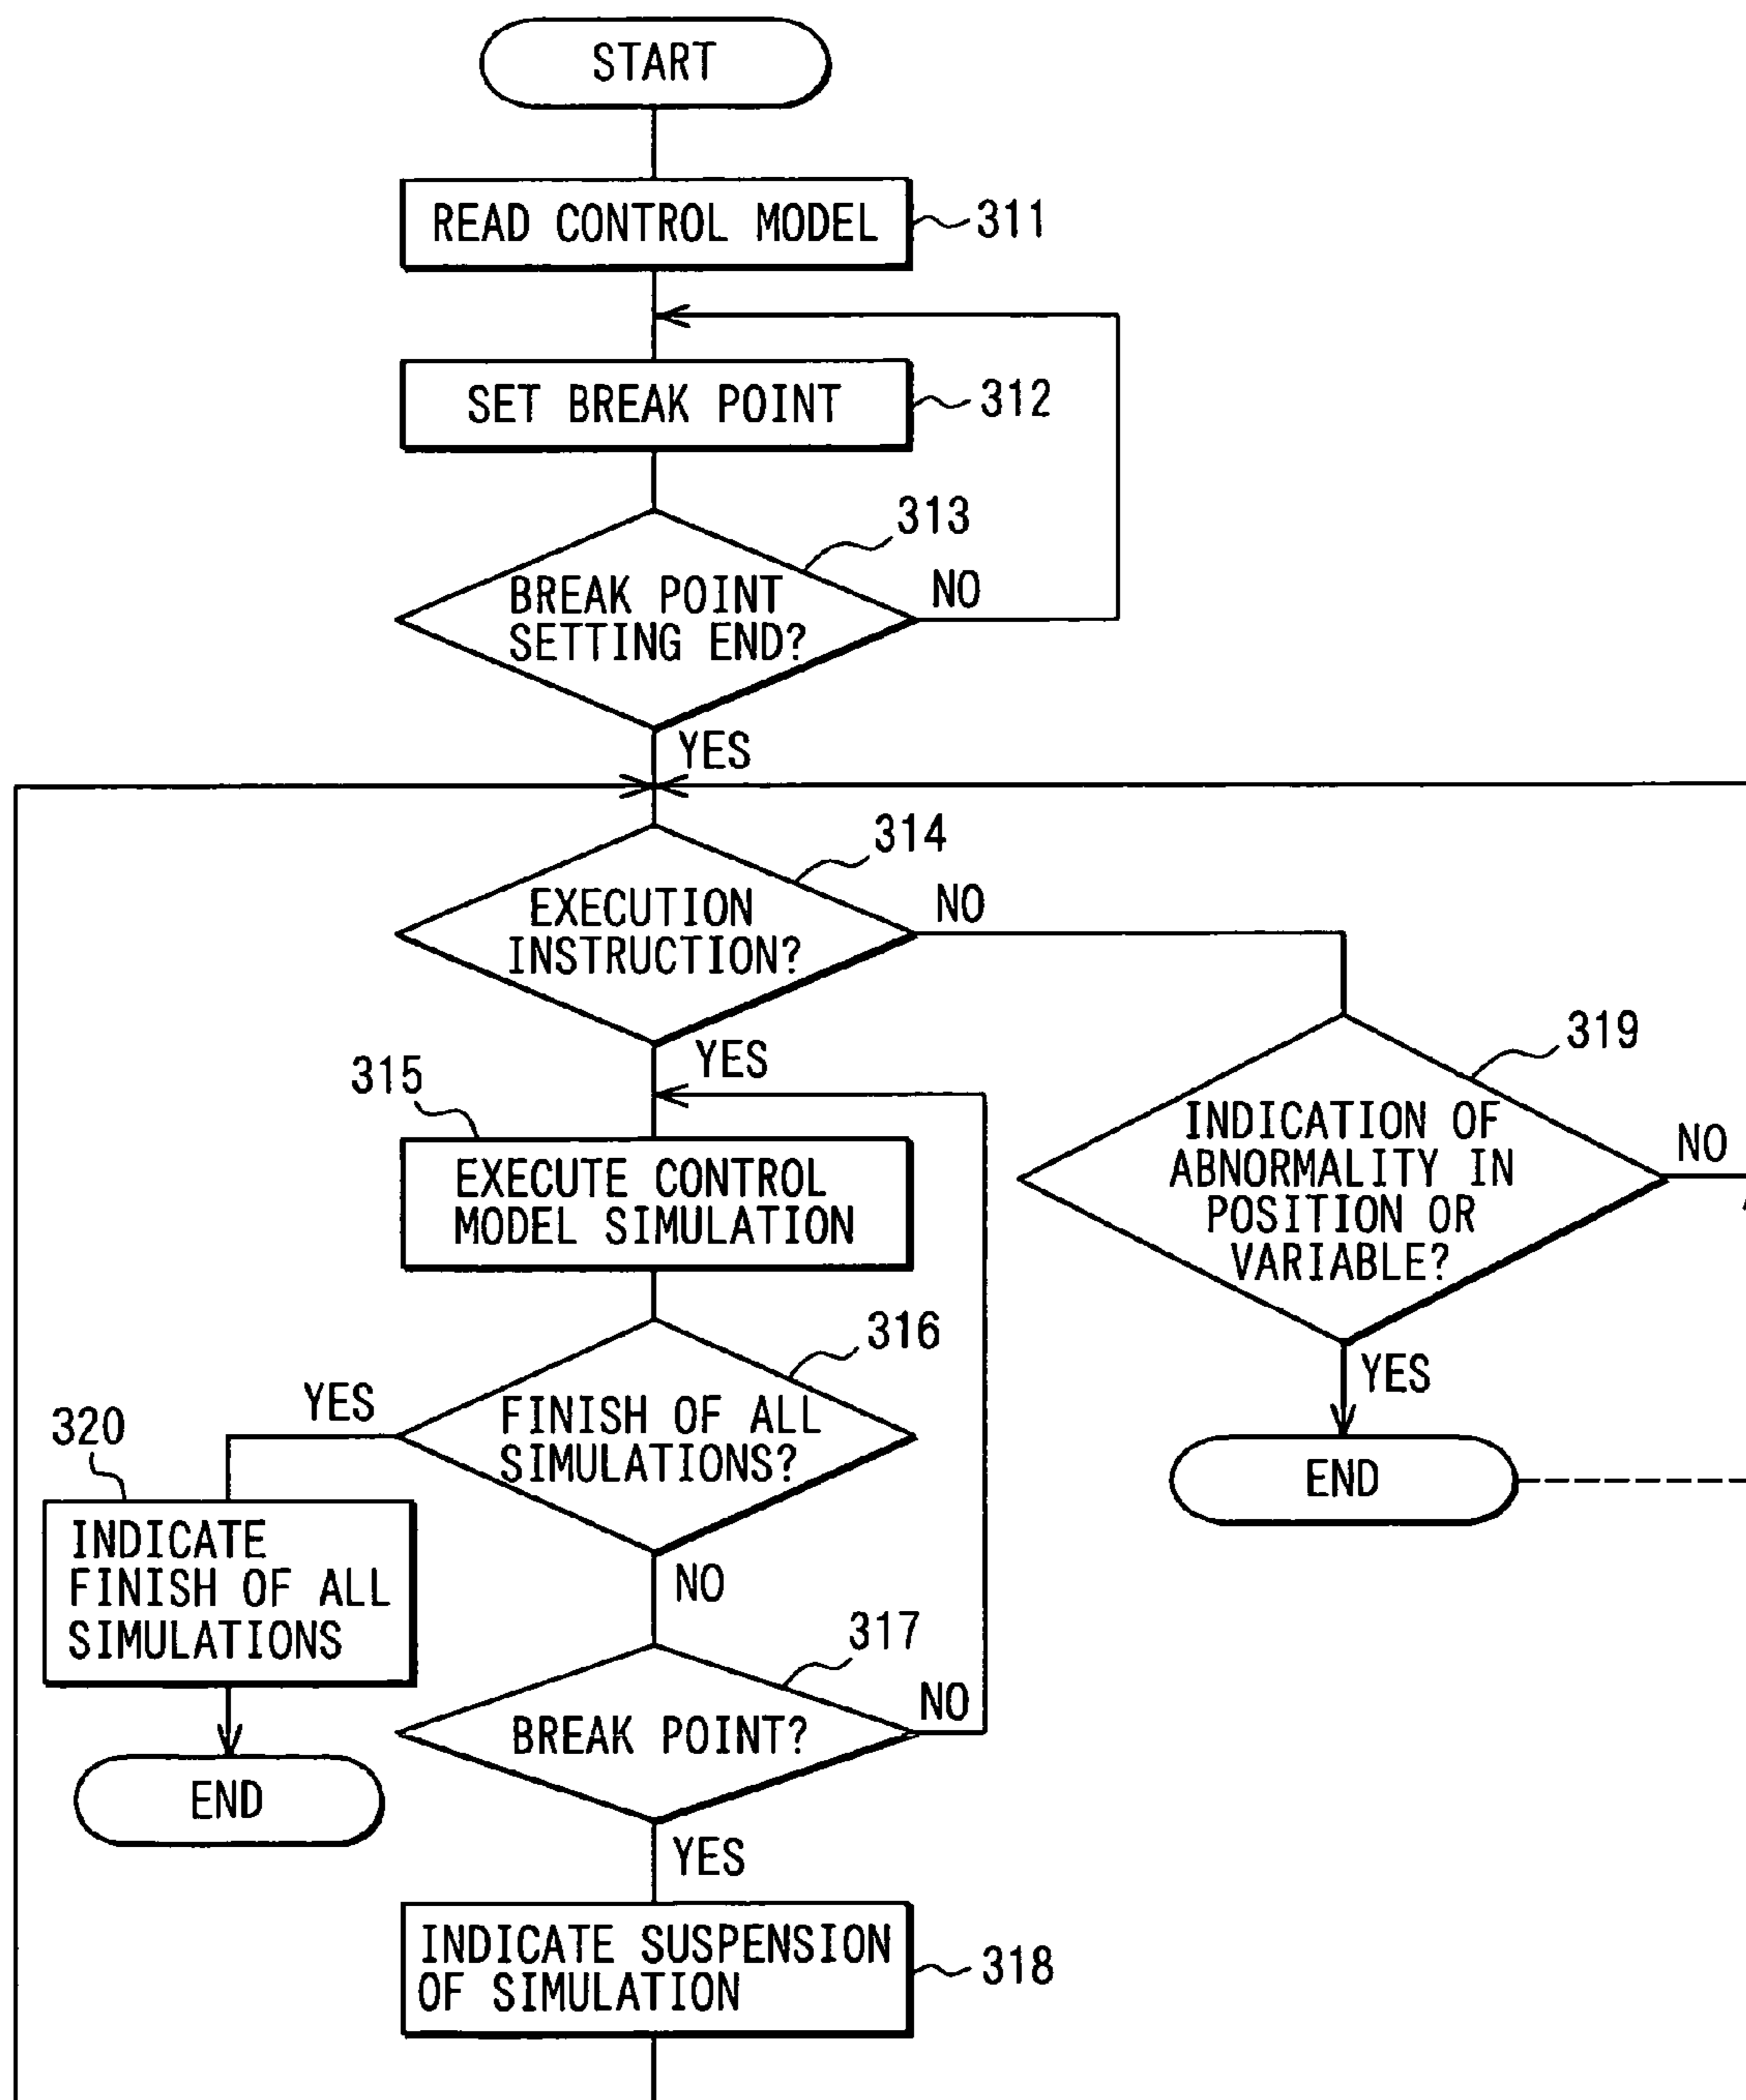 START
READ CONTROL MODEL
311
SET BREAK POINT
312
313
BREAK POINT
SETTING END?
NO
YES
314
EXECUTION
INSTRUCTION?
NO
YES
319
INDICATION OF
ABNORMALITY IN
POSITION OR
VARIABLE?
NO
YES
END
315
EXECUTE CONTROL
MODEL SIMULATION
316
FINISH OF ALL
SIMULATIONS?
YES
NO
320
INDICATE
FINISH OF ALL
SIMULATIONS
END
317
BREAK POINT?
NO
YES
INDICATE SUSPENSION
OF SIMULATION
318